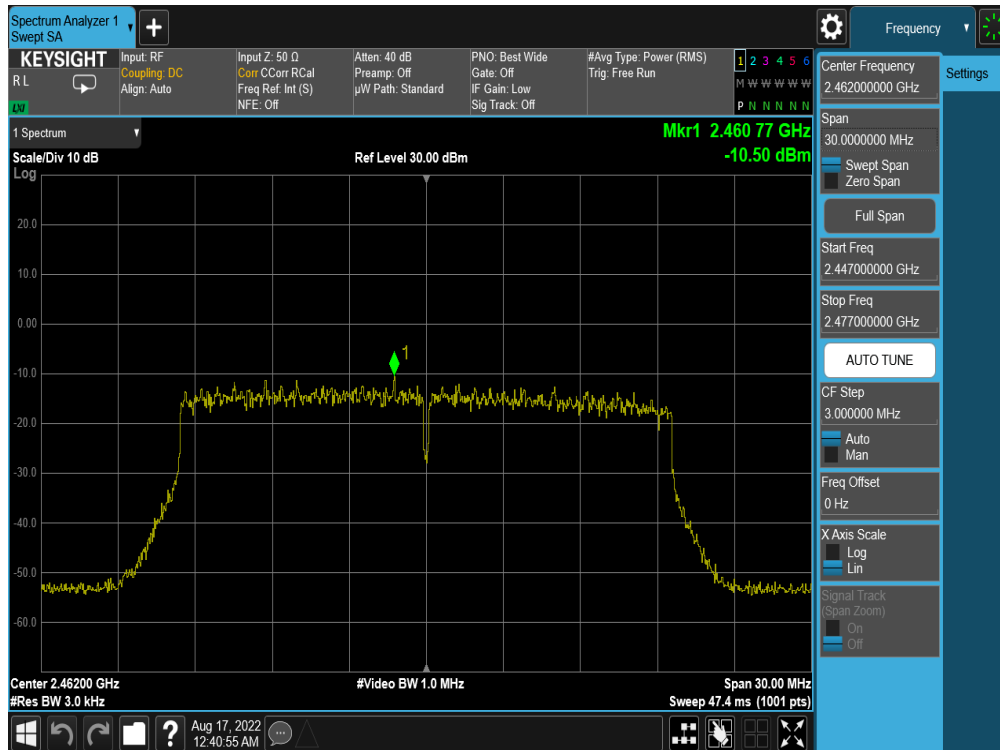 Spectrum Analyzer 1
Swept SA
Frequency
KEYSIGHT
R L
LXI
Input: RF
Coupling: DC
Align: Auto
Input Z: 50 Ω
Corr CCorr RCal
Freq Ref: Int (S)
NFE: Off
Atten: 40 dB
Preamp: Off
µW Path: Standard
PNO: Best Wide
Gate: Off
IF Gain: Low
Sig Track: Off
#Avg Type: Power (RMS)
Trig: Free Run
1 2 3 4 5 6
M W W W W W
P N N N N N
1 Spectrum
Scale/Div 10 dB
Log
Ref Level 30.00 dBm
Mkr1 2.460 77 GHz
-10.50 dBm
1
20.0
10.0
0.00
-10.0
-20.0
-30.0
-40.0
-50.0
-60.0
Center 2.46200 GHz
#Res BW 3.0 kHz
#Video BW 1.0 MHz
Span 30.00 MHz
Sweep 47.4 ms (1001 pts)
Center Frequency
2.462000000 GHz
Settings
Span
30.0000000 MHz
Swept Span
Zero Span
Full Span
Start Freq
2.447000000 GHz
Stop Freq
2.477000000 GHz
AUTO TUNE
CF Step
3.000000 MHz
Auto
Man
Freq Offset
0 Hz
X Axis Scale
Log
Lin
Signal Track
(Span Zoom)
On
Off
?
Aug 17, 2022
12:40:55 AM